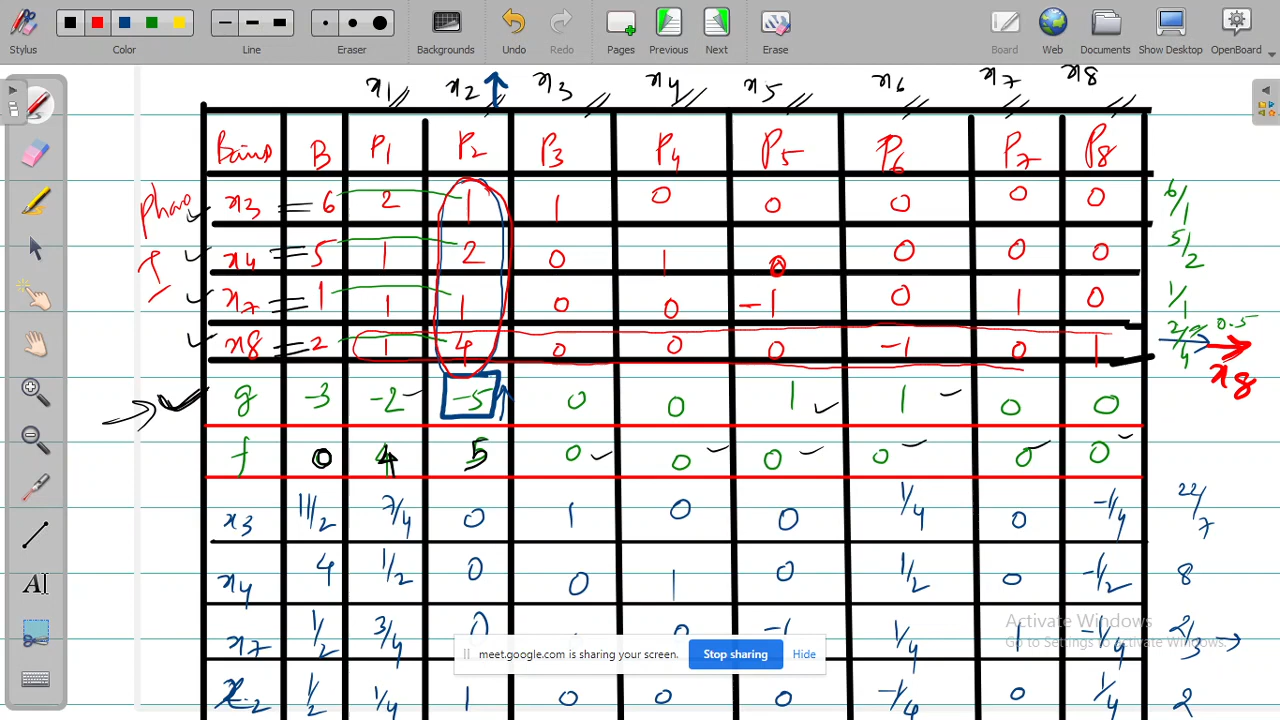 Stylus Color Line Eraser Backgrounds Undo Redo Pages Previous Next Erase Board Web Documents Show Desktop OpenBoard
x1 x2 x3 x4 x5 x6 x7 x8
B P1 P2 P3 P4 P5 P6 P7 P8
x3 = 6 2 1 1 0 0 0 0 0 6/1
x4 = 5 1 2 0 1 0 0 0 0 5/2
I x7 = 1 1 1 0 0 -1 0 1 0 1/1
x8 = 2 1 4 0 0 0 -1 0 1 2/4 0.5
x8
g -3 -2 -5 0 0 1 1 0 0
f 0 4 5 0 0 0 0 0 0
x3 11/2 7/4 0 1 0 0 1/4 0 -1/4 22/7
x4 4 1/2 0 0 1 0 1/2 0 -1/2 8
Activate Windows
x7 1/2 3/4 0 0 -1 1/4 1 -1/4 2/3
Go to Settings to Activate Windows.
meet.google.com is sharing your screen. Stop sharing Hide
x2 1/2 1/4 1 0 0 0 -1/4 0 1/4 2